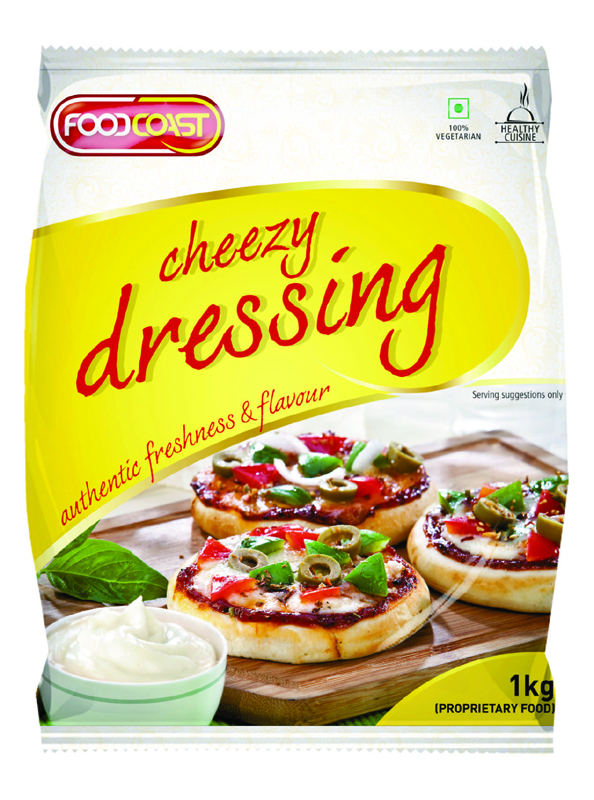 FOODCOAST
100%
VEGETARIAN
HEALTHY
CUISINE
cheezy
dressing
authentic freshness & flavour
Serving suggestions only
1kg
(PROPRIETARY FOOD)